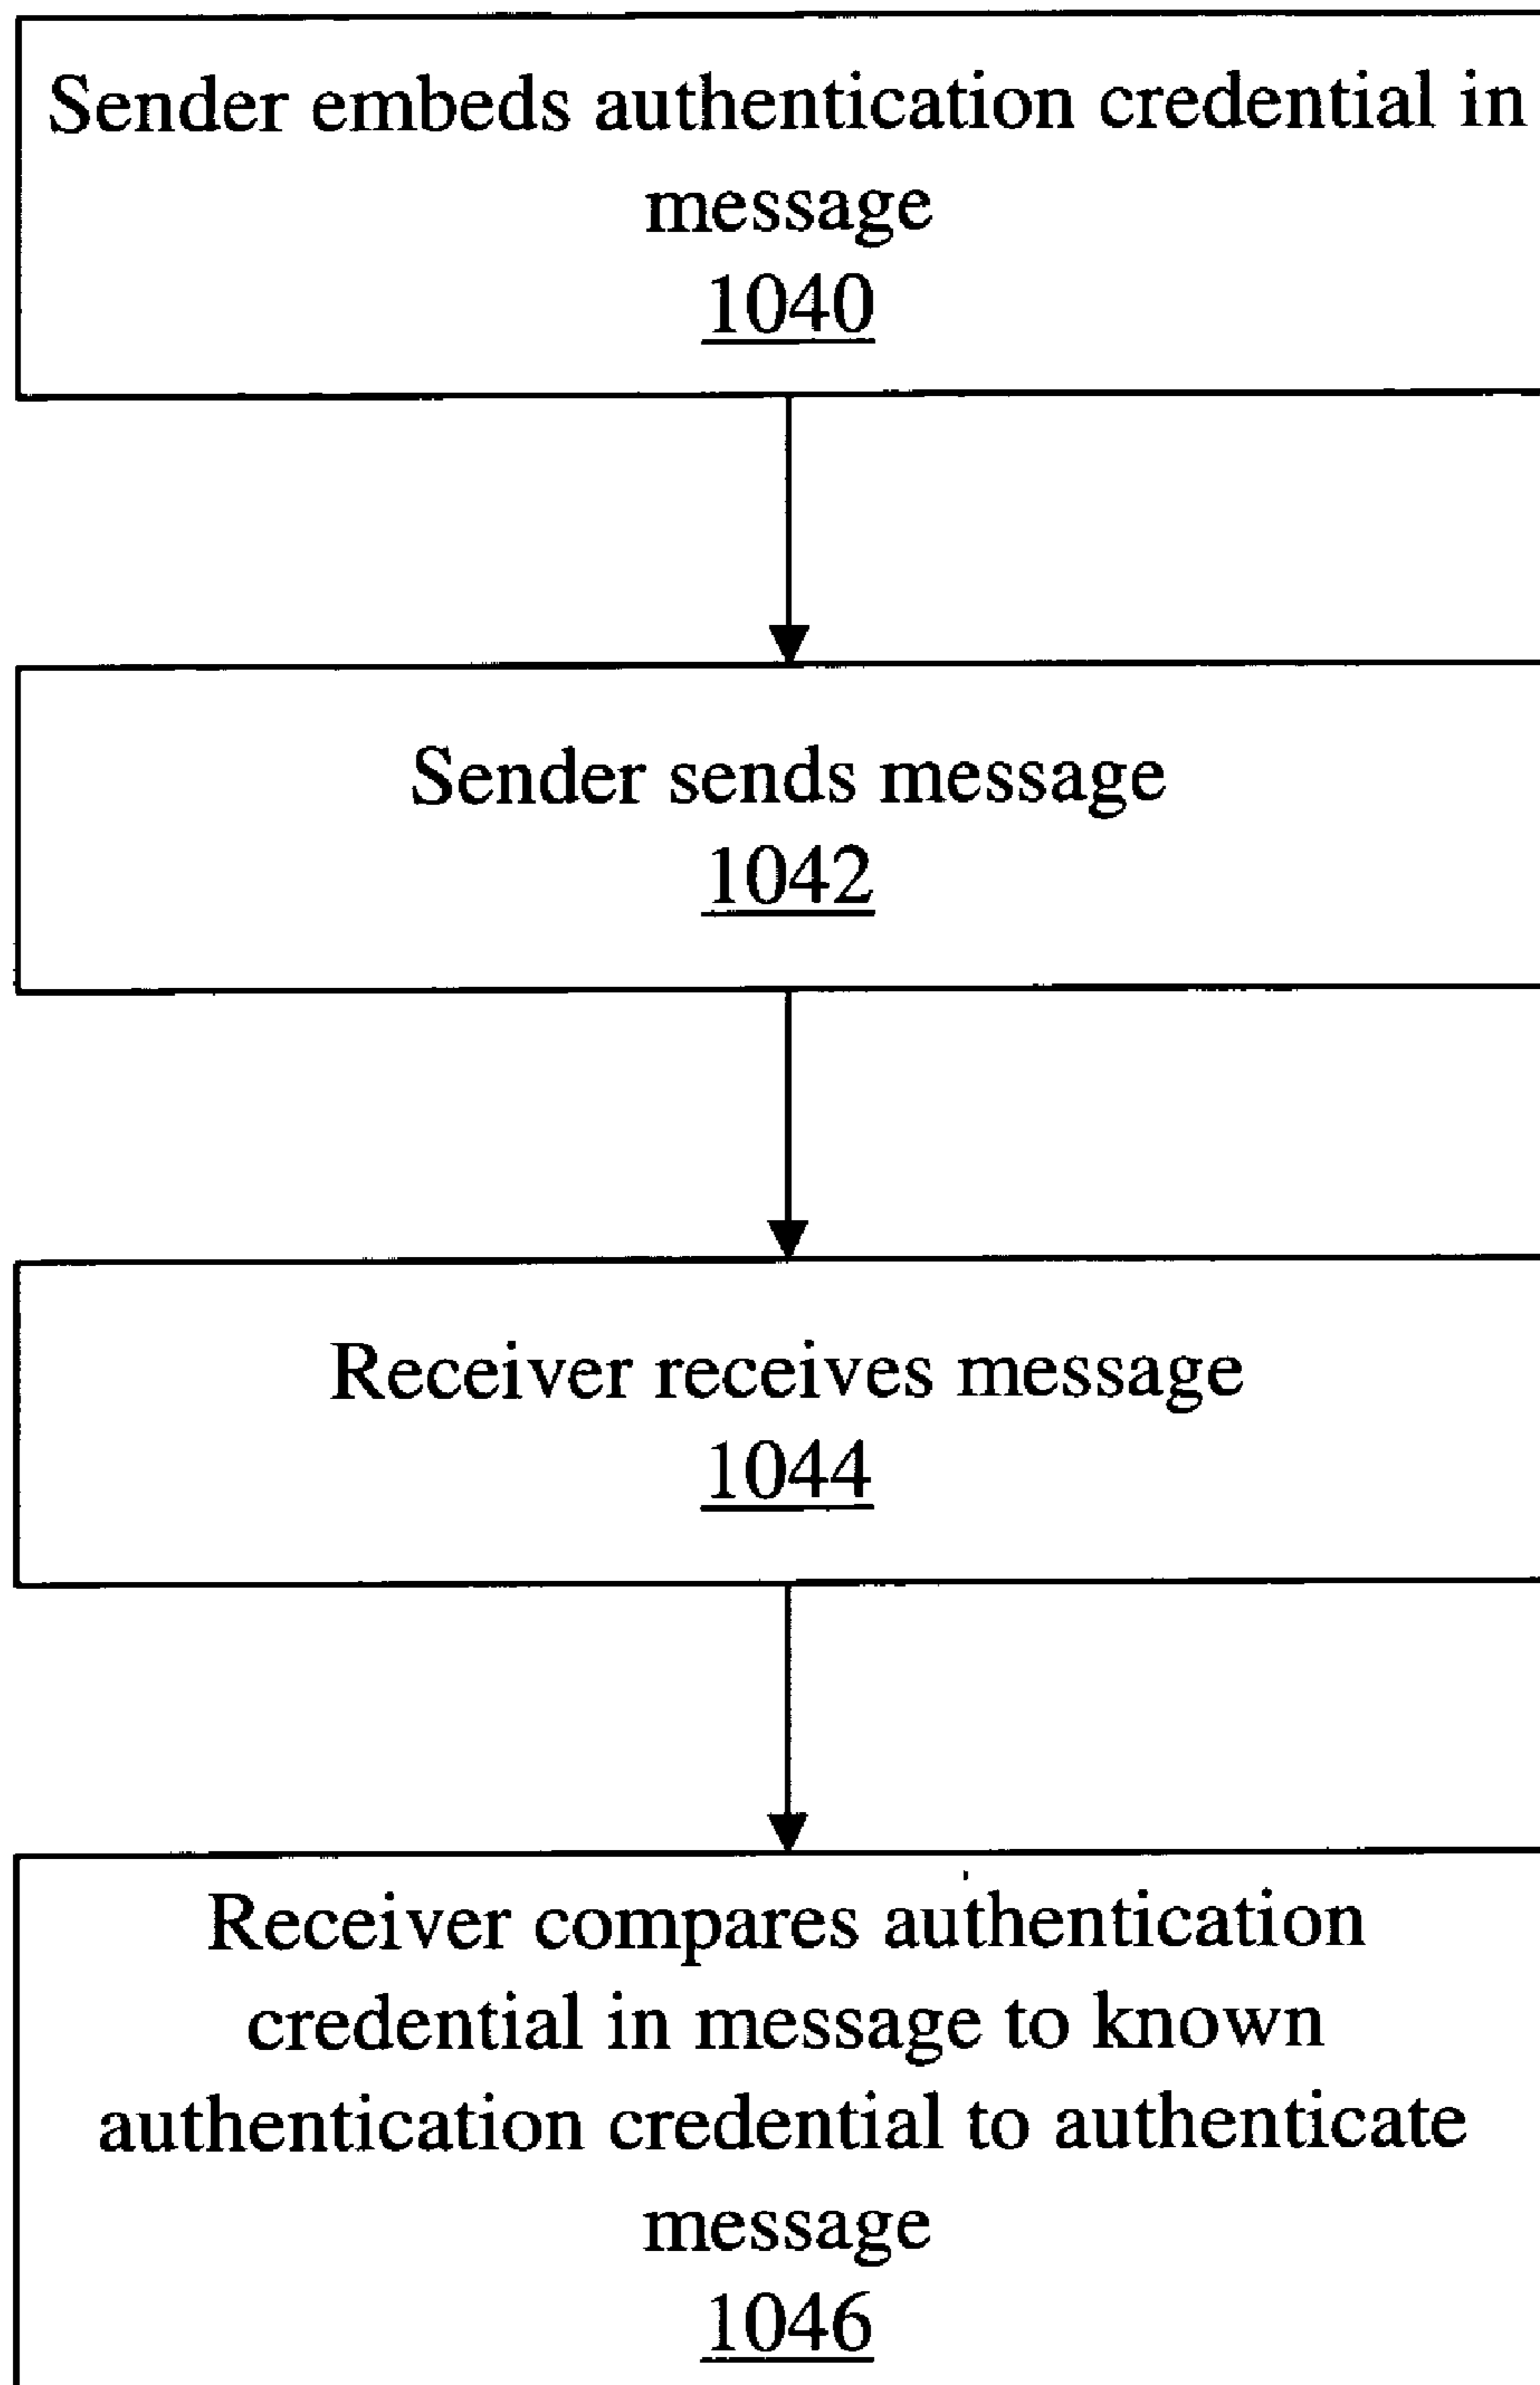 Sender embeds authentication credential in
message
1040
Sender sends message
1042
Receiver receives message
1044
Receiver compares authentication
credential in message to known
authentication credential to authenticate
message
1046